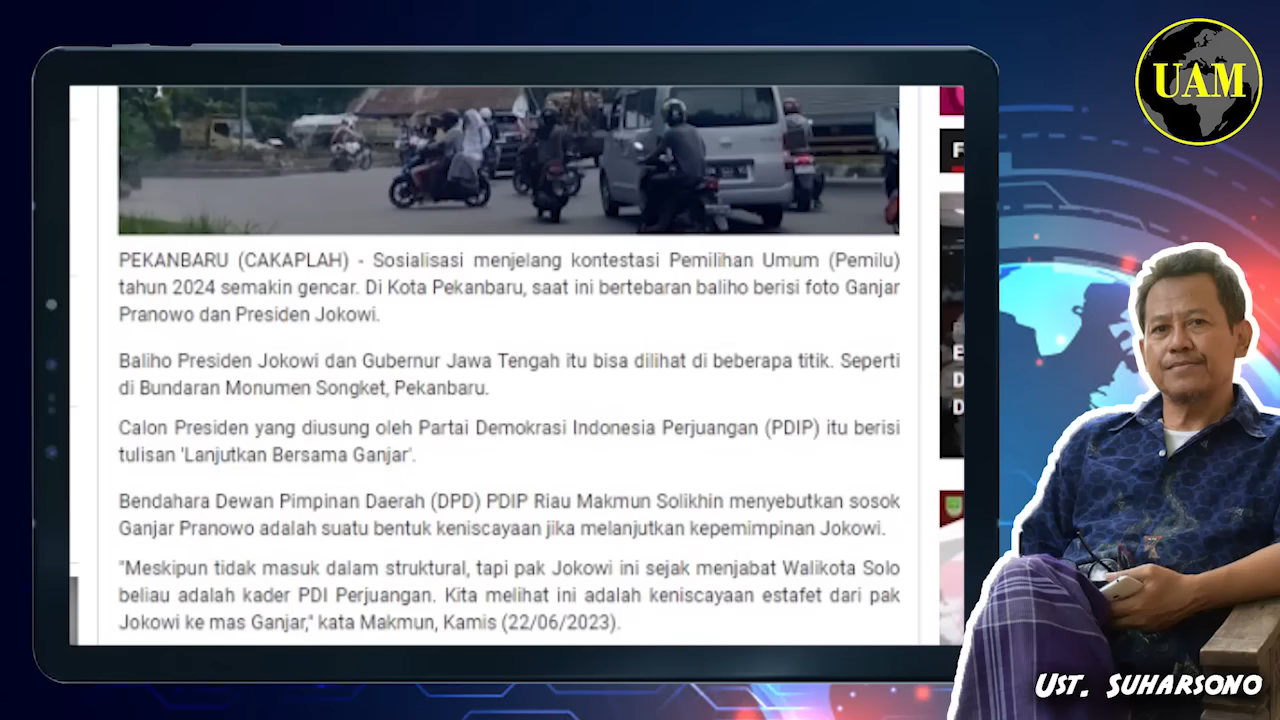 UAM
PEKANBARU (CAKAPLAH) - Sosialisasi menjelang kontestasi Pemilihan Umum (Pemilu)
tahun 2024 semakin gencar. Di Kota Pekanbaru, saat ini bertebaran baliho berisi foto Ganjar
Pranowo dan Presiden Jokowi.
Baliho Presiden Jokowi dan Gubernur Jawa Tengah itu bisa dilihat di beberapa titik. Seperti
di Bundaran Monumen Songket, Pekanbaru.
Calon Presiden yang diusung oleh Partai Demokrasi Indonesia Perjuangan (PDIP) itu berisi
tulisan 'Lanjutkan Bersama Ganjar'.
Bendahara Dewan Pimpinan Daerah (DPD) PDIP Riau Makmun Solikhin menyebutkan sosok
Ganjar Pranowo adalah suatu bentuk keniscayaan jika melanjutkan kepemimpinan Jokowi.
"Meskipun tidak masuk dalam struktural, tapi pak Jokowi ini sejak menjabat Walikota Solo
beliau adalah kader PDI Perjuangan. Kita melihat ini adalah keniscayaan estafet dari pak
Jokowi ke mas Ganjar," kata Makmun, Kamis (22/06/2023).
F
E
D
D
UST. SUHARSONO